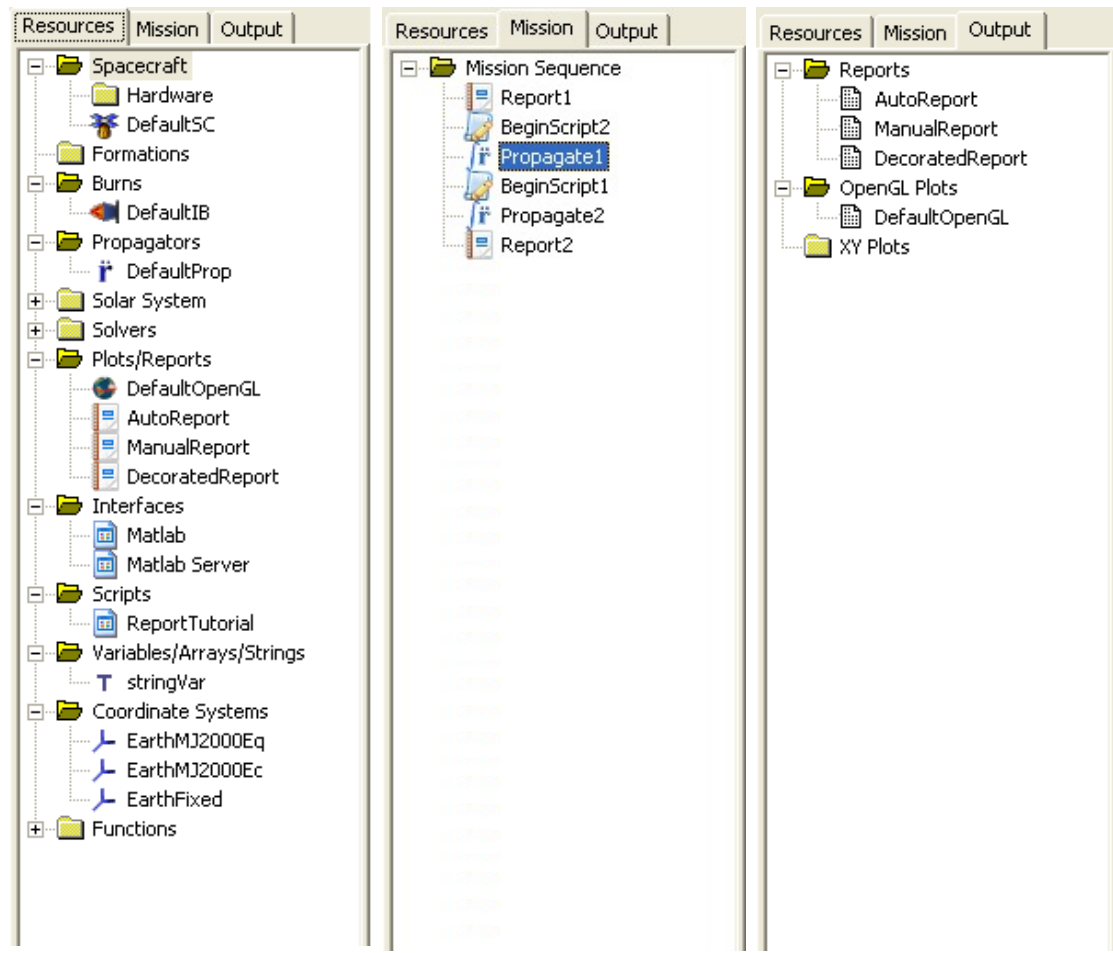 Resources Mission Output
Spacecraft
Hardware
DefaultSC
Formations
Burns
DefaultIB
Propagators
DefaultProp
Solar System
Solvers
Plots/Reports
DefaultOpenGL
AutoReport
ManualReport
DecoratedReport
Interfaces
Matlab
Matlab Server
Scripts
ReportTutorial
Variables/Arrays/Strings
stringVar
Coordinate Systems
EarthMJ2000Eq
EarthMJ2000Ec
EarthFixed
Functions
Resources Mission Output
Mission Sequence
Report1
BeginScript2
Propagate1
BeginScript1
Propagate2
Report2
Resources Mission Output
Reports
AutoReport
ManualReport
DecoratedReport
OpenGL Plots
DefaultOpenGL
XY Plots